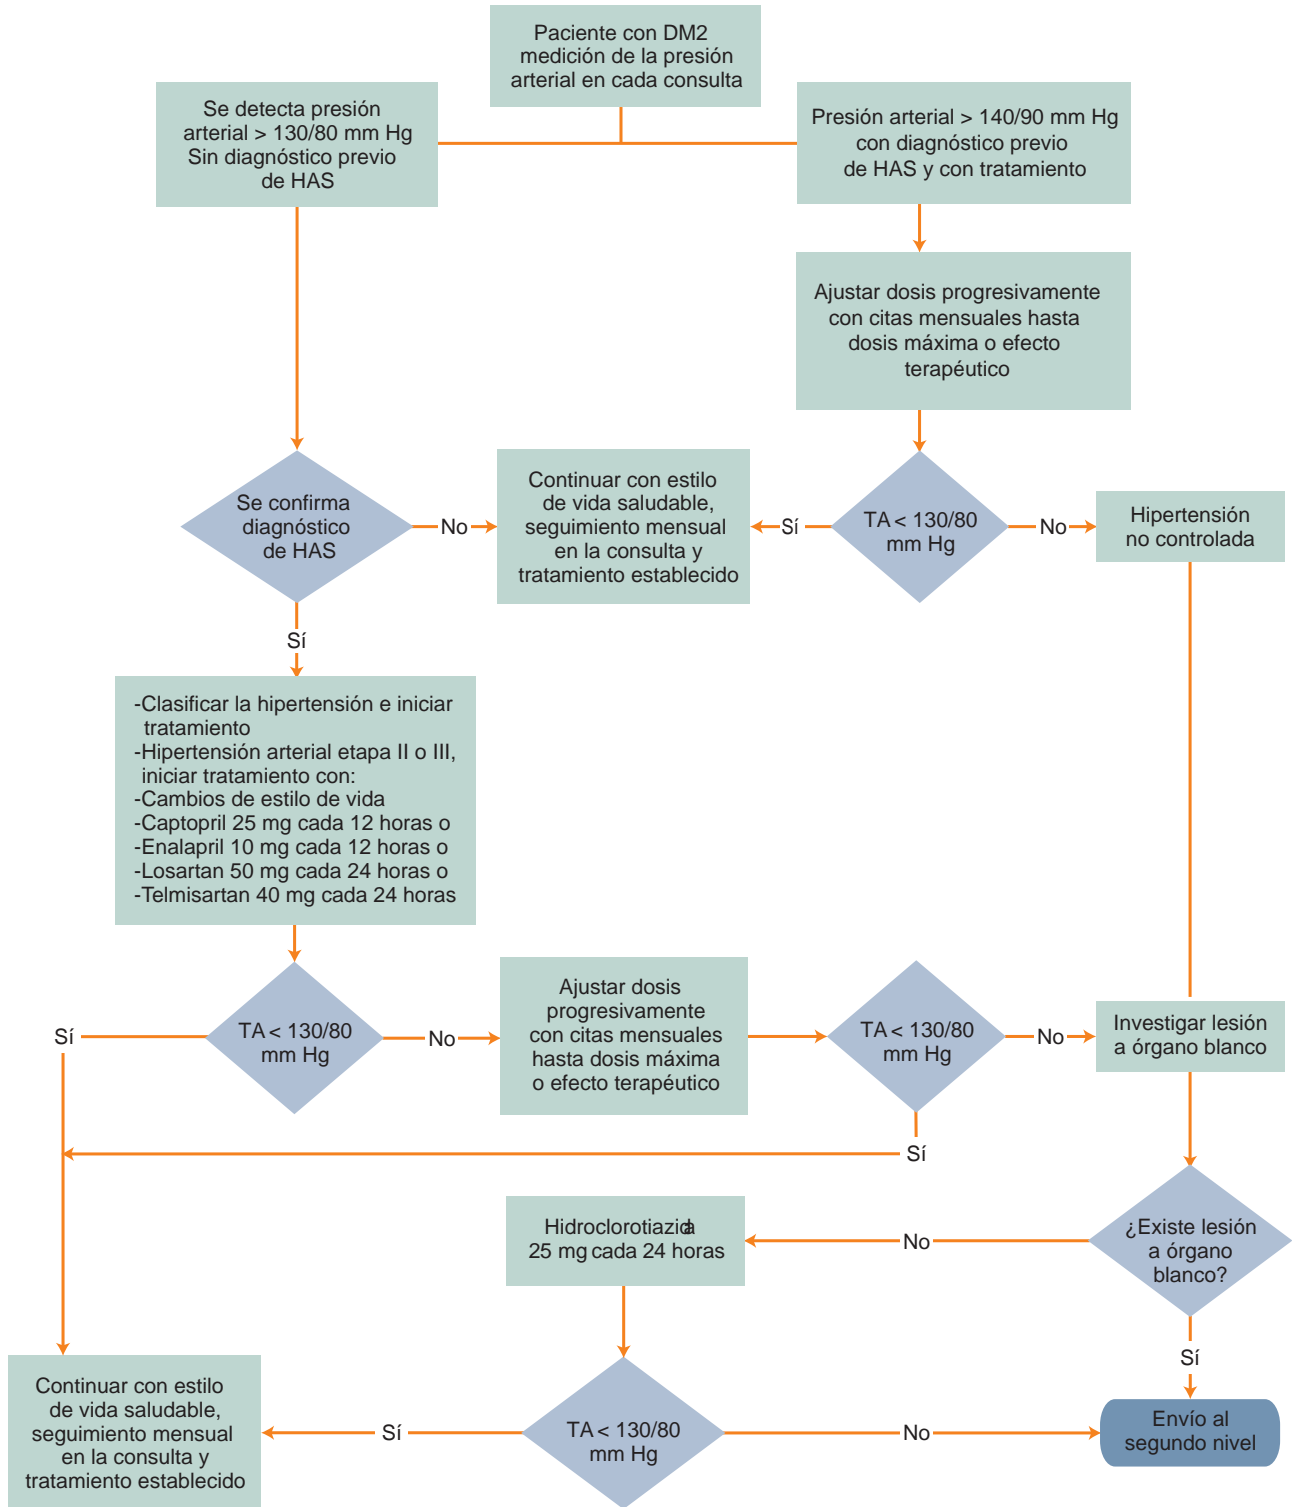 Paciente con DM2
medición de la presión
arterial en cada consulta
Se detecta presión
arterial > 130/80 mm Hg
Sin diagnóstico previo
de HAS
Presión arterial > 140/90 mm Hg
con diagnóstico previo
de HAS y con tratamiento
Ajustar dosis progresivamente
con citas mensuales hasta
dosis máxima o efecto
terapéutico
Se confirma
diagnóstico
de HAS
No
Continuar con estilo
de vida saludable,
seguimiento mensual
en la consulta y
tratamiento establecido
Sí
TA < 130/80
mm Hg
No
Hipertensión
no controlada
Sí
-Clasificar la hipertensión e iniciar
tratamiento
-Hipertensión arterial etapa II o III,
iniciar tratamiento con:
-Cambios de estilo de vida
-Captopril 25 mg cada 12 horas o
-Enalapril 10 mg cada 12 horas o
-Losartan 50 mg cada 24 horas o
-Telmisartan 40 mg cada 24 horas
Sí
TA < 130/80
mm Hg
No
Ajustar dosis
progresivamente
con citas mensuales
hasta dosis máxima
o efecto terapéutico
TA < 130/80
mm Hg
No
Investigar lesión
a órgano blanco
Sí
Hidroclorotiazida
25 mg cada 24 horas
No
¿Existe lesión
a órgano
blanco?
Sí
Continuar con estilo
de vida saludable,
seguimiento mensual
en la consulta y
tratamiento establecido
Sí
TA < 130/80
mm Hg
No
Envío al
segundo nivel